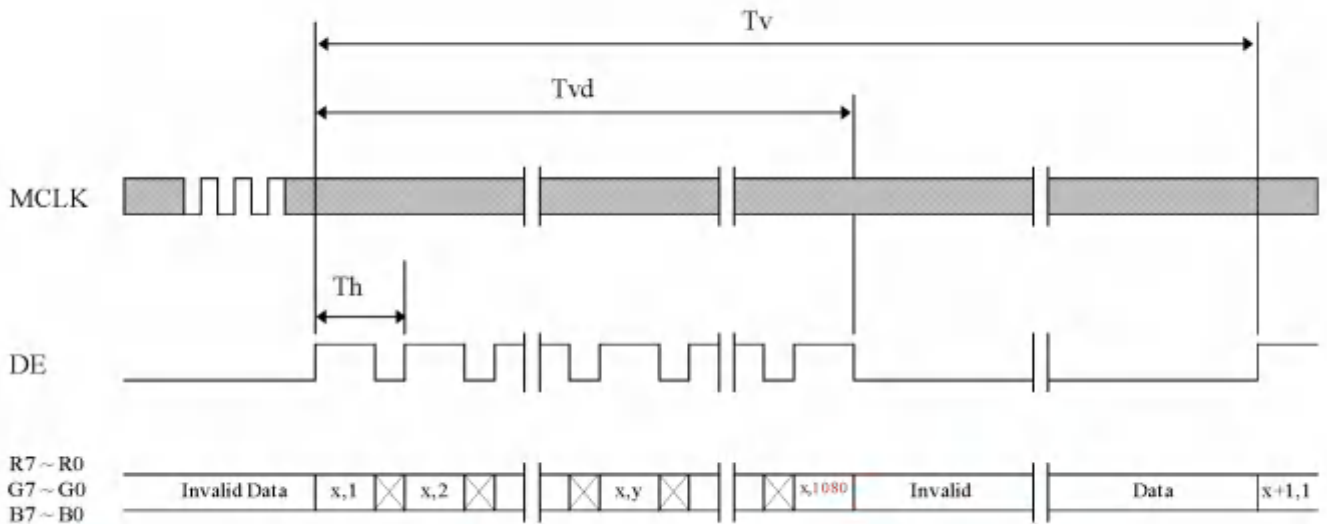 Tv
Tvd
MCLK
Th
DE
R7~R0
G7~G0
B7~B0
Invalid Data x,1 x,2 x,y x,1080 Invalid Data x+1,1